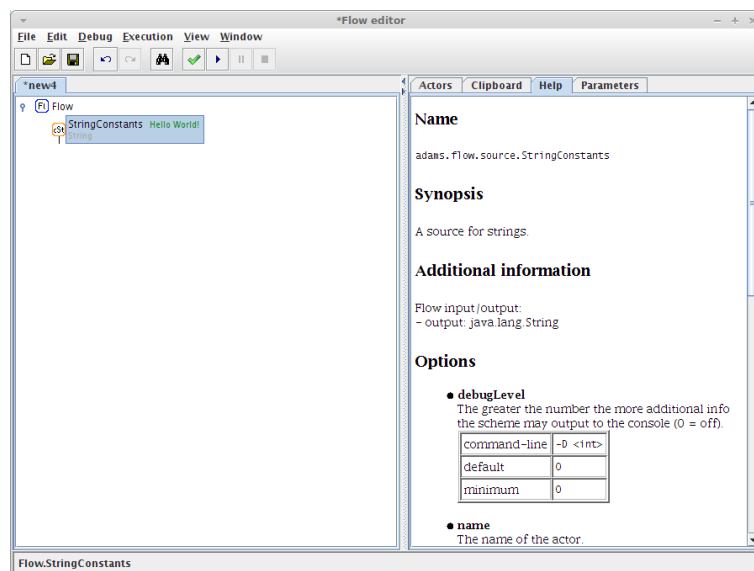 *Flow editor
File Edit Debug Execution View Window
*new4
Actors Clipboard Help Parameters
Fl Flow
cSt StringConstants Hello World!
String
Name
adams.flow.source.StringConstants
Synopsis
A source for strings.
Additional information
Flow input/output:
- output: java.lang.String
Options
● debugLevel
The greater the number the more additional info
the scheme may output to the console (0 = off).
command-line -D <int>
default 0
minimum 0
● name
The name of the actor.
Flow.StringConstants